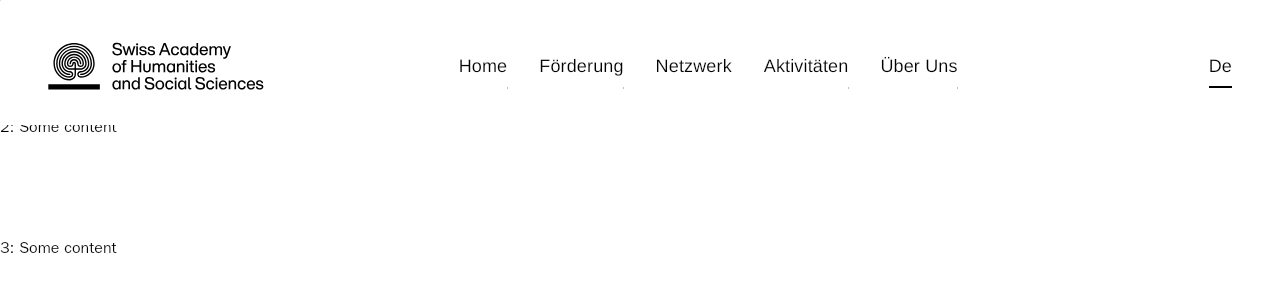 Swiss Academy
of Humanities
and Social Sciences
Home Förderung Netzwerk Aktivitäten Über Uns De
2: Some content
3: Some content